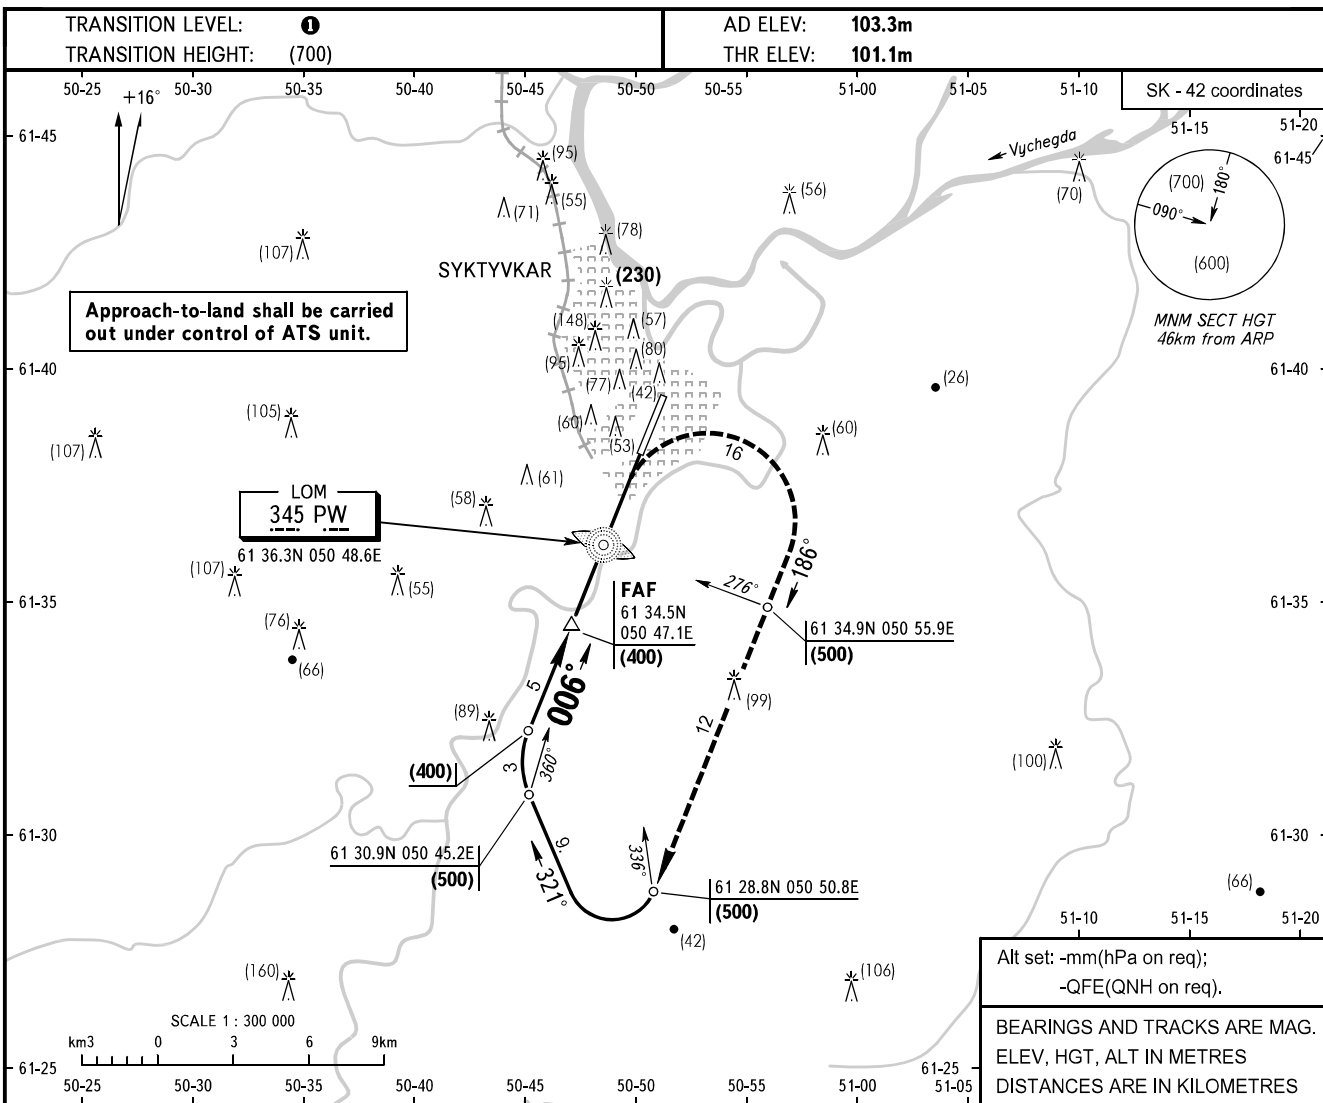 TRANSITION LEVEL: 1
TRANSITION HEIGHT: (700)
AD ELEV: 103.3m
THR ELEV: 101.1m
50-25 50-30 50-35 50-40 50-45 50-50 50-55 51-00 51-05 51-10
SK - 42 coordinates
51-15 51-20
+16°
61-45
61-45
Vychegda
(95)
(55)
(71)
(56)
(70)
(78)
(107)
(700)
180°
090°
(600)
MNM SECT HGT
46km from ARP
SYKTYVKAR
(230)
Approach-to-land shall be carried
out under control of ATS unit.
(148)
(57)
(95)
(80)
(77)
(42)
61-40
61-40
(26)
(105)
(60)
(53)
(60)
(107)
16
(61)
(58)
LOM
345 PW
61 36.3N 050 48.6E
(107)
(55)
186°
276°
FAF
61 34.5N
050 47.1E
(400)
61-35
61-35
61 34.9N 050 55.9E
(500)
(76)
(66)
5
006°
(99)
12
(89)
(100)
(400)
3
360°
61-30
61-30
61 30.9N 050 45.2E
(500)
9.
321°
336°
61 28.8N 050 50.8E
(500)
(66)
(42)
51-10 51-15 51-20
(160)
(106)
Alt set: -mm(hPa on req);
-QFE(QNH on req).
SCALE 1 : 300 000
km3 0 3 6 9km
BEARINGS AND TRACKS ARE MAG.
ELEV, HGT, ALT IN METRES
DISTANCES ARE IN KILOMETRES
61-25
61-25
50-25 50-30 50-35 50-40 50-45 50-50 50-55 51-00 51-05